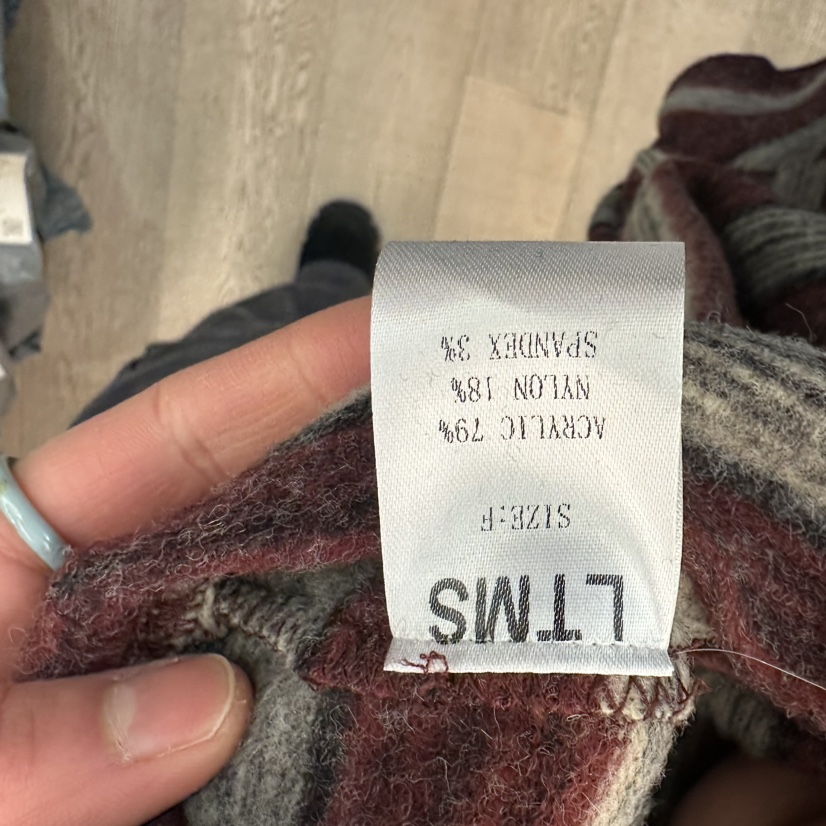 LTMS
SIZE:F
ACRYLIC 79%
NYLON 18%
SPANDEX 3%